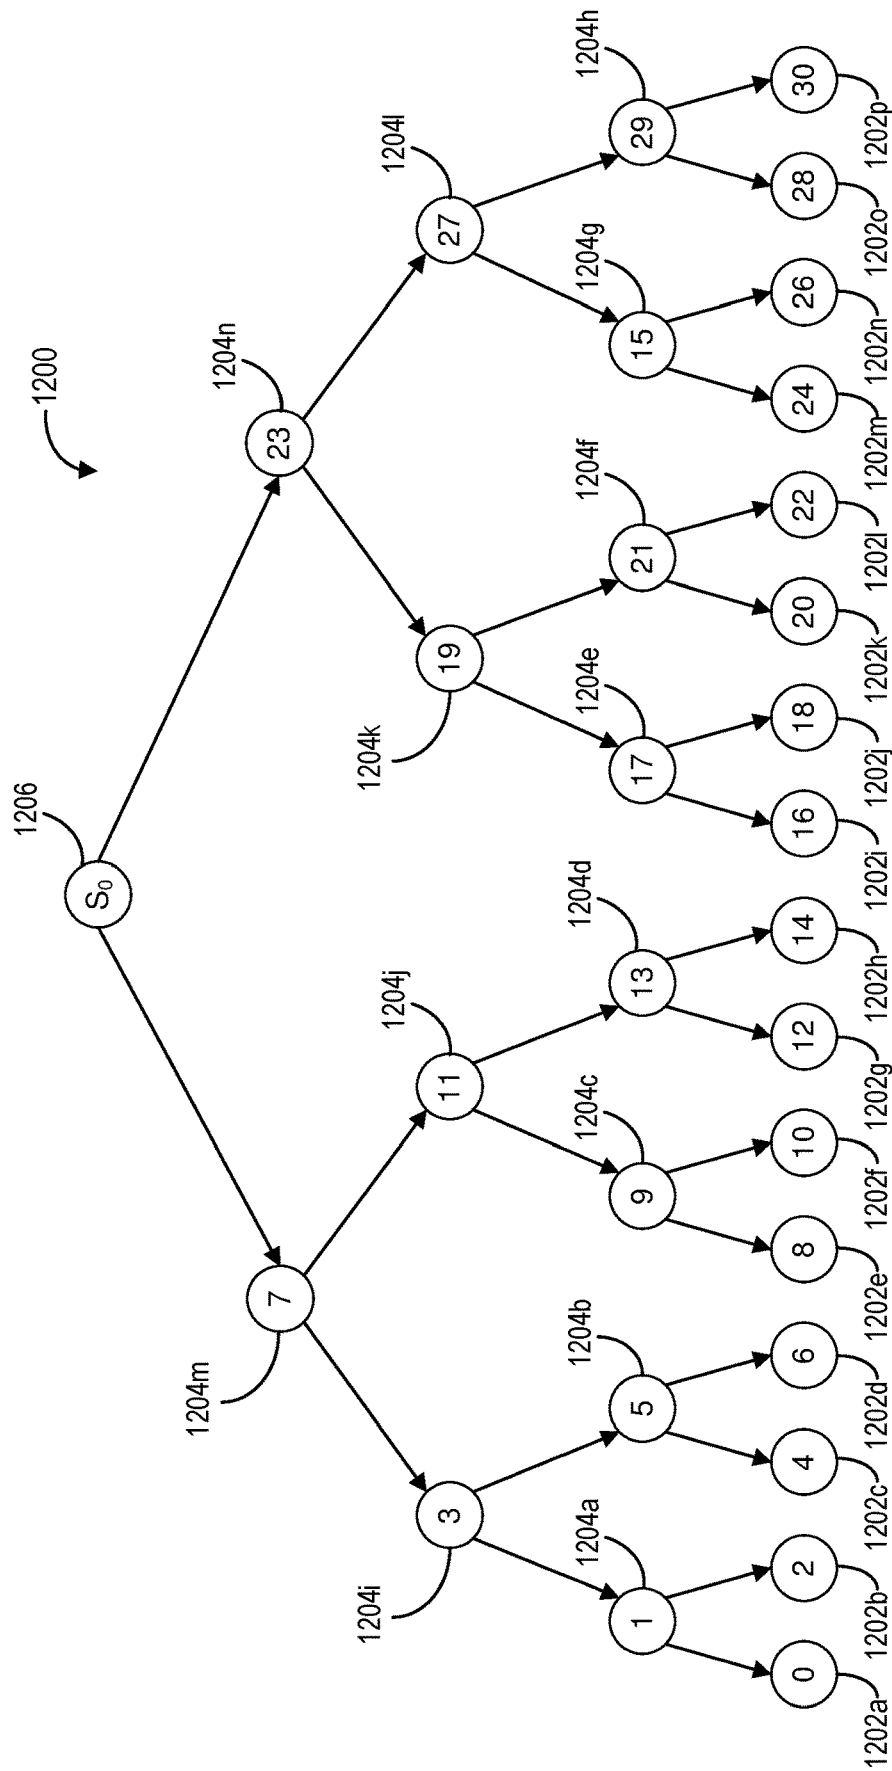 1200
1206
S₀
1204m
7
1204n
23
1204i
3
1204j
11
1204k
19
1204l
27
1204a
1
1204b
5
1204c
9
1204d
13
1204e
17
1204f
21
1204g
15
1204h
29
0
2
4
6
8
10
12
14
16
18
20
22
24
26
28
30
1202a
1202b
1202c
1202d
1202e
1202f
1202g
1202h
1202i
1202j
1202k
1202l
1202m
1202n
1202o
1202p